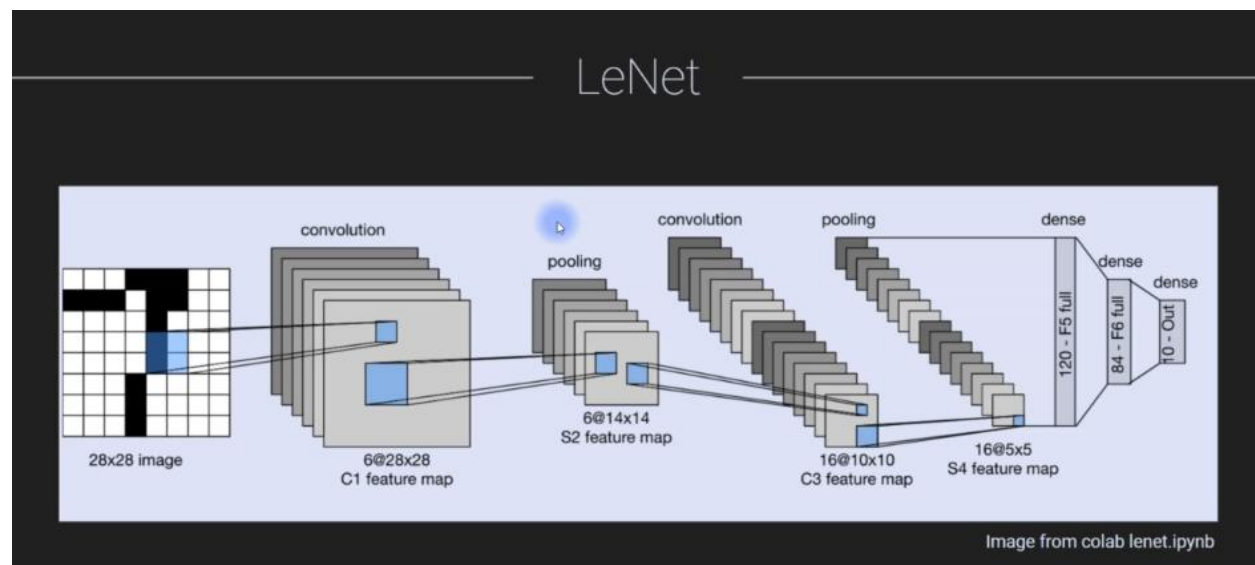 LeNet
convolution
pooling
convolution
pooling
dense
dense
dense
28x28 image
6@28x28
C1 feature map
6@14x14
S2 feature map
16@10x10
C3 feature map
16@5x5
S4 feature map
120 - F5 full
84 - F6 full
10 - Out
Image from colab lenet.ipynb